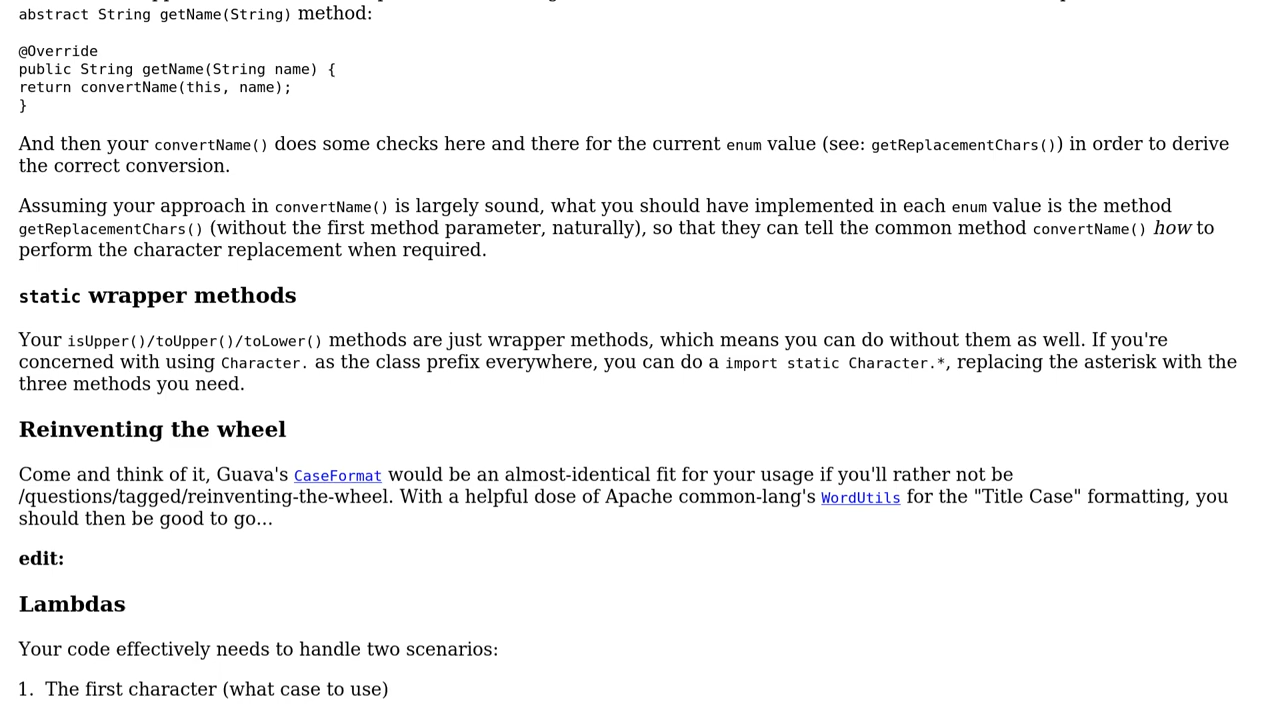 abstract String getName(String) method:
@Override
public String getName(String name) {
return convertName(this, name);
}
And then your convertName() does some checks here and there for the current enum value (see: getReplacementChars()) in order to derive
the correct conversion.
Assuming your approach in convertName() is largely sound, what you should have implemented in each enum value is the method
getReplacementChars() (without the first method parameter, naturally), so that they can tell the common method convertName() how to
perform the character replacement when required.
static wrapper methods
Your isUpper()/toUpper()/toLower() methods are just wrapper methods, which means you can do without them as well. If you're
concerned with using Character. as the class prefix everywhere, you can do a import static Character.*, replacing the asterisk with the
three methods you need.
Reinventing the wheel
Come and think of it, Guava's CaseFormat would be an almost-identical fit for your usage if you'll rather not be
/questions/tagged/reinventing-the-wheel. With a helpful dose of Apache common-lang's WordUtils for the "Title Case" formatting, you
should then be good to go...
edit:
Lambdas
Your code effectively needs to handle two scenarios:
1. The first character (what case to use)